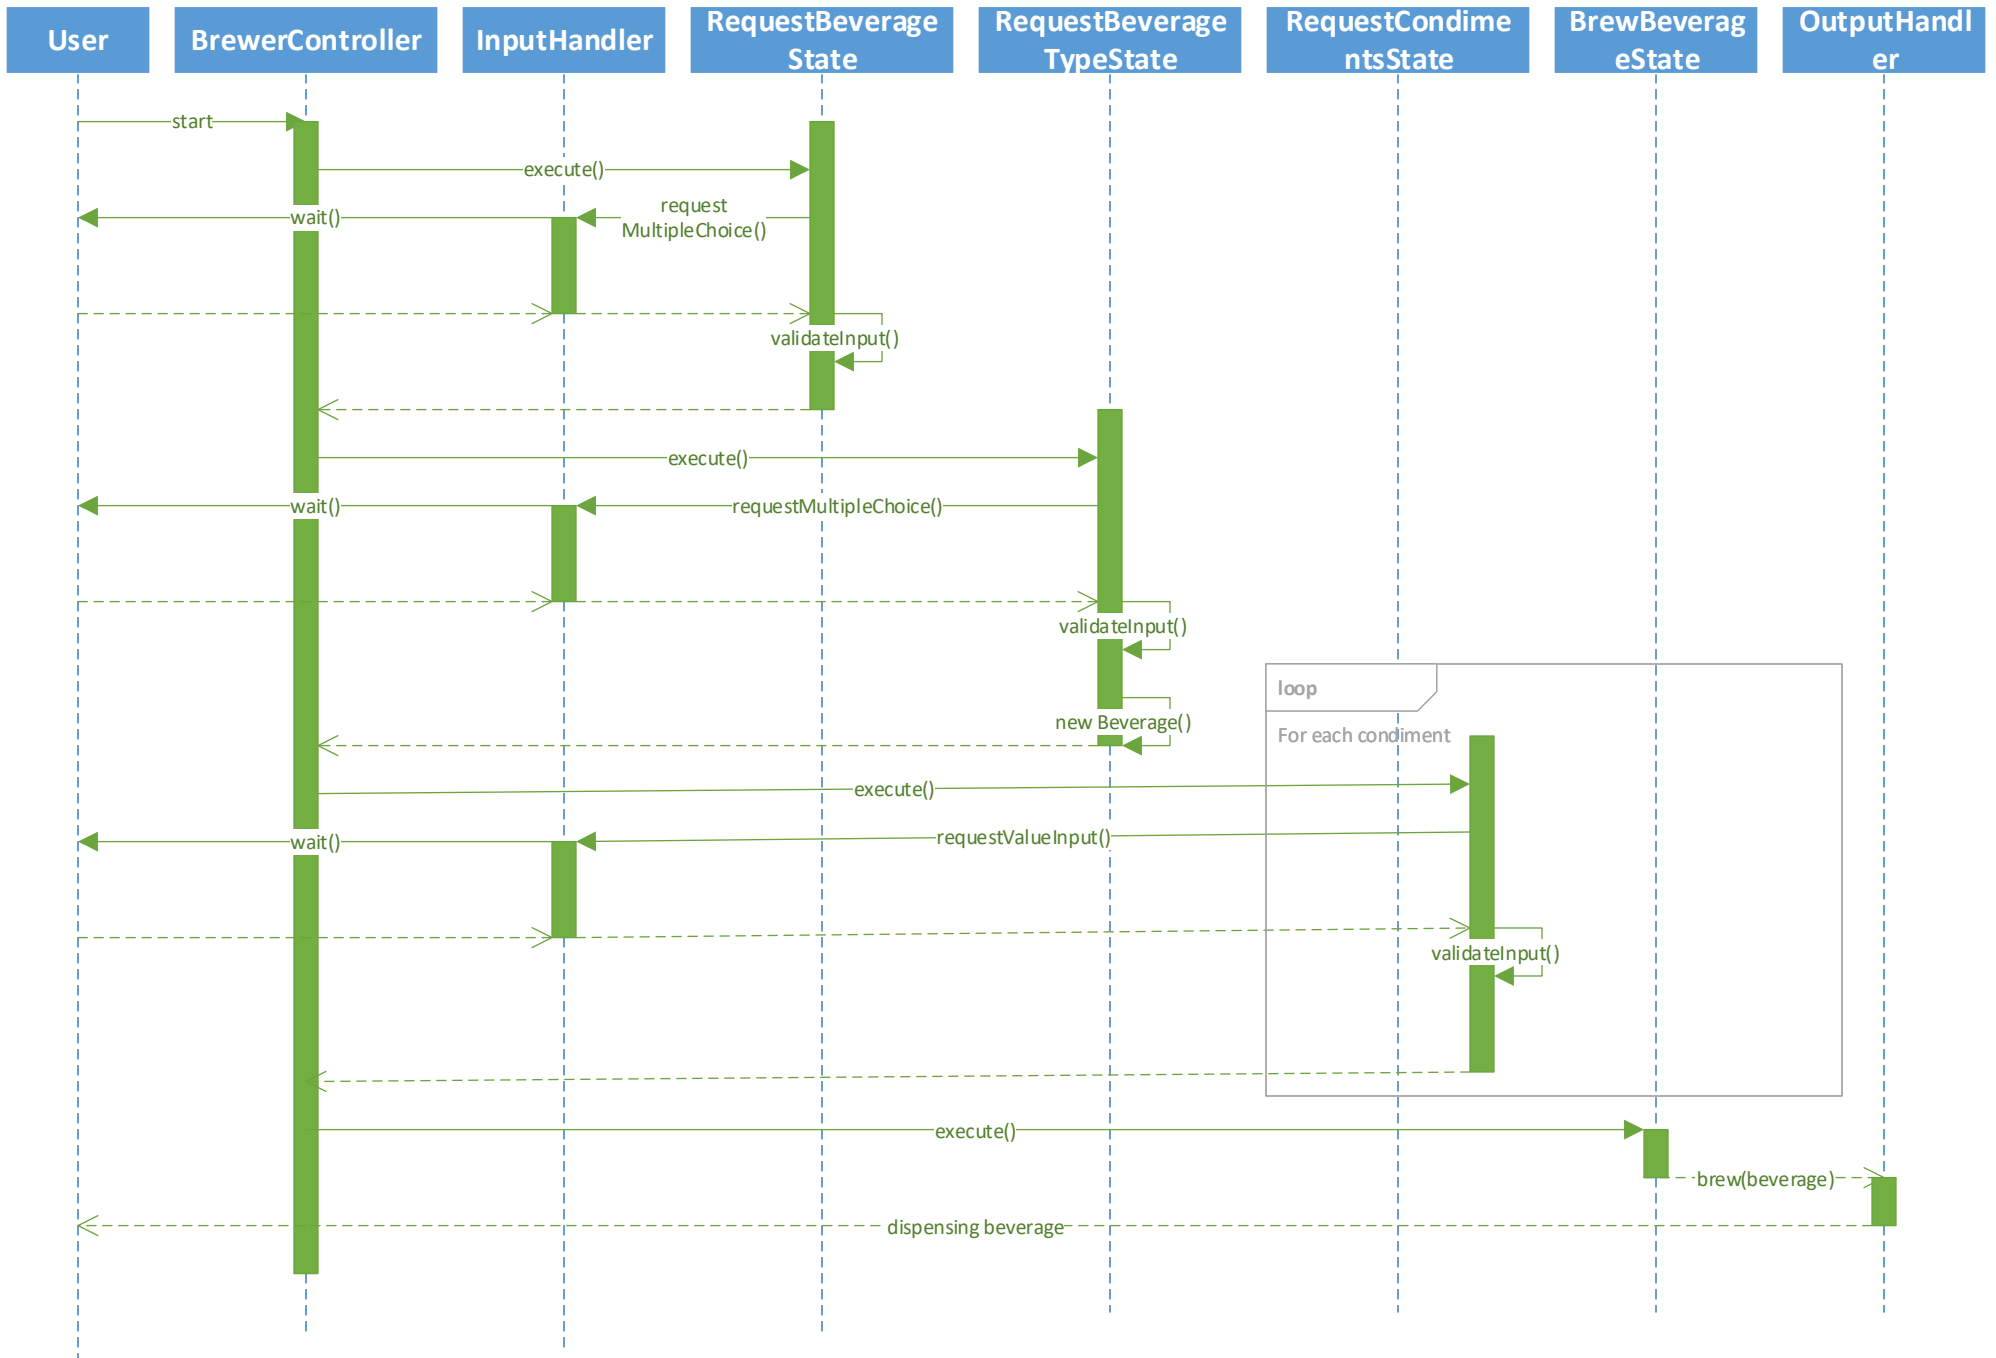 User
BrewerController
InputHandler
RequestBeverage
State
RequestBeverage
TypeState
RequestCondime
ntsState
BrewBeverag
eState
OutputHandl
er
start
execute()
request
MultipleChoice()
wait()
validateInput()
execute()
wait()
requestMultipleChoice()
validateInput()
loop
new Beverage()
For each condiment
execute()
requestValueInput()
wait()
validateInput()
execute()
brew(beverage)
dispensing beverage